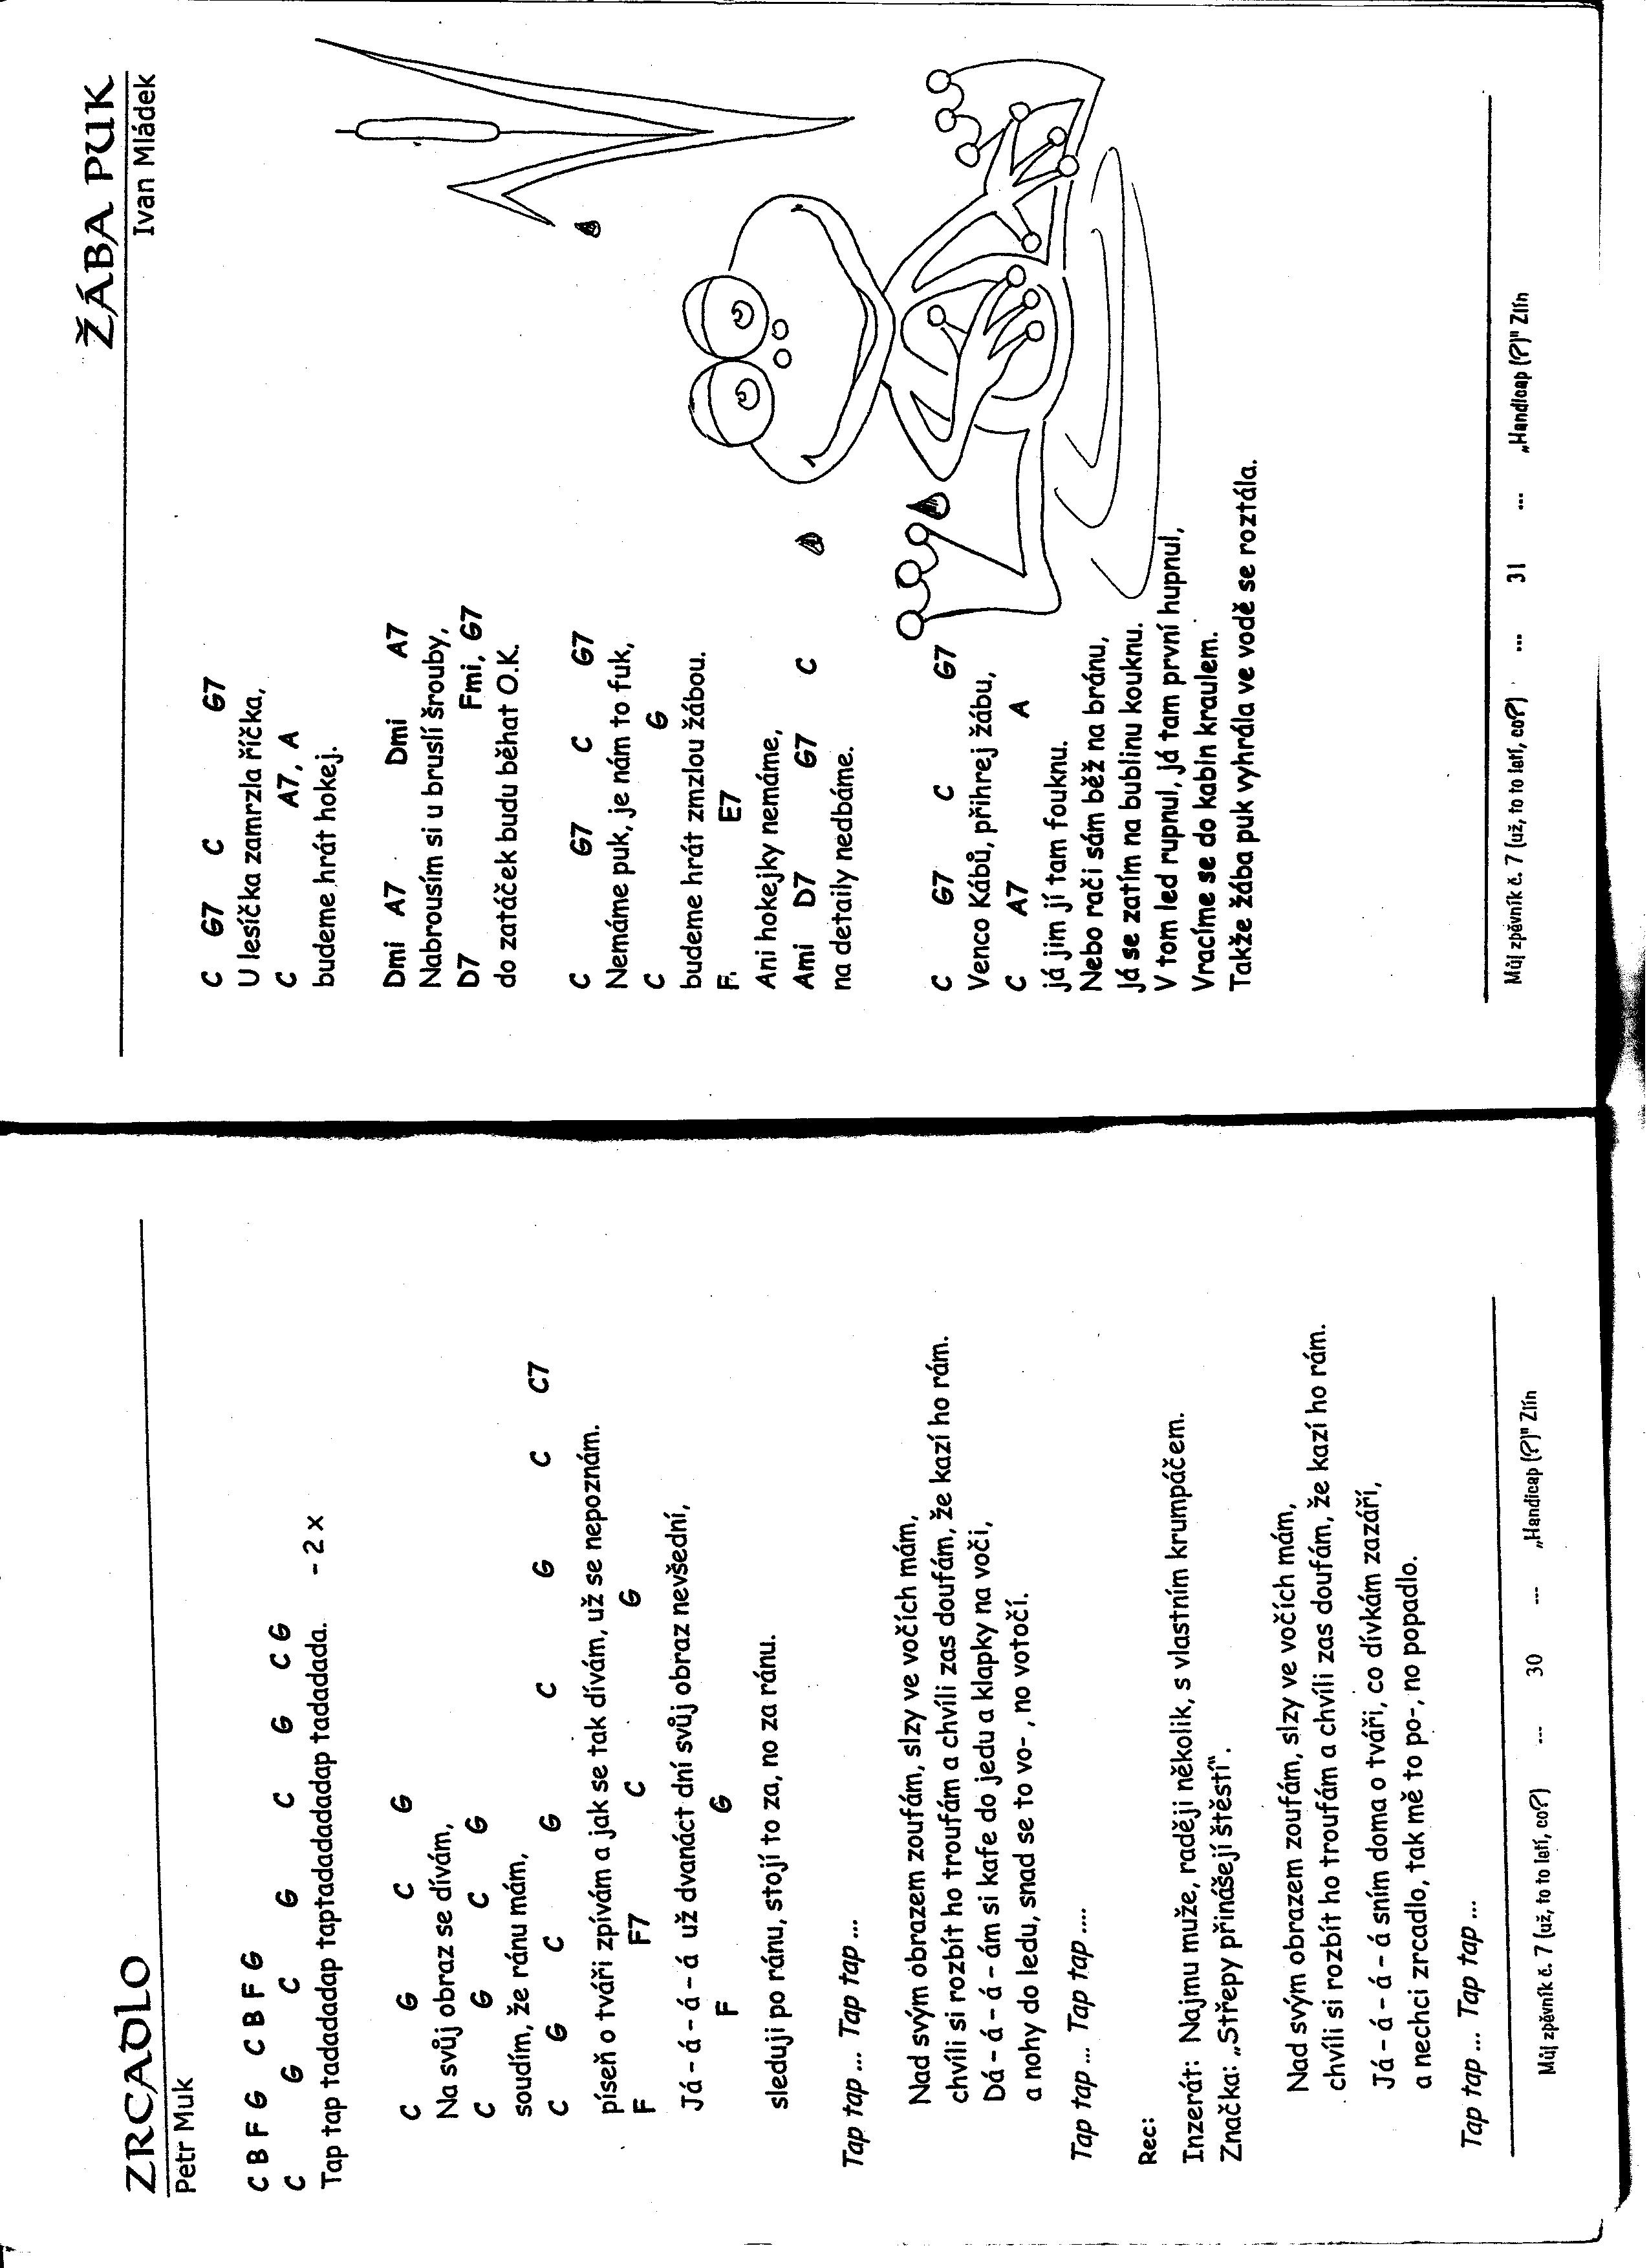 ZRCADLO
Petr Muk
C B F G C B F G
C G C G C G C G
Tap tap tadadadap taptadadadadap tadadada. - 2 x
C G C G
Na svůj obraz se dívám,
C G C G
soudím, že ránu mám,
C G C G C G C C7
píseň o tváři zpívám a jak se tak dívám, už se nepoznám.
F F7 C G
Já - á - á - á už dvanáct dní svůj obraz nevšední,
F G
sleduji po ránu, stojí to za, no za ránu.
Tap tap ... Tap tap ...
Nad svým obrazem zoufám, slzy ve vočích mám,
chvíli si rozbít ho troufám a chvíli zas doufám, že kazí ho rám.
Dá - á - á - ám si kafe do jedu a klapky na voči,
a nohy do ledu, snad se to vo- , no votočí.
Tap tap ... Tap tap ....
Rec:
Inzerát: Najmu muže, raději několik, s vlastním krumpáčem.
Značka: „Střepy přinášejí štěstí".
Nad svým obrazem zoufám, slzy ve vočích mám,
chvíli si rozbít ho troufám a chvíli zas doufám, že kazí ho rám.
Já - á - á - á sním doma o tváři, co dívkám zazáří,
a nechci zrcadlo, tak mě to po-, no popadlo.
Tap tap ... Tap tap ...
Můj zpěvník č. 7 (už, to to letí, co?) --- 30 --- „Handicap (?)" Zlín
ŽÁBA PUK
Ivan Mládek
C G7 C G7
U lesíčka zamrzla říčka,
C A7, A
budeme hrát hokej.
Dmi A7 Dmi A7
Nabrousím si u bruslí šrouby,
D7 Fmi, G7
do zatáček budu běhat O.K.
C G7 C G7
Nemáme puk, je nám to fuk,
C G
budeme hrát zmzlou žábou.
F. E7
Ani hokejky nemáme,
Ami D7 G7 C
na detaily nedbáme.
C G7 C G7
Venco Kábů, přihrej žábu,
C A7 A
já jim jí tam fouknu.
Nebo rači sám běž na bránu,
já se zatím na bublinu kouknu.
V tom led rupnul, já tam první hupnul,
Vracíme se do kabin kraulem.
Takže žába puk vyhrála ve vodě se roztála.
Můj zpěvník č. 7 (už, to to letí, co?) --- 31 --- „Handicap (?)" Zlín